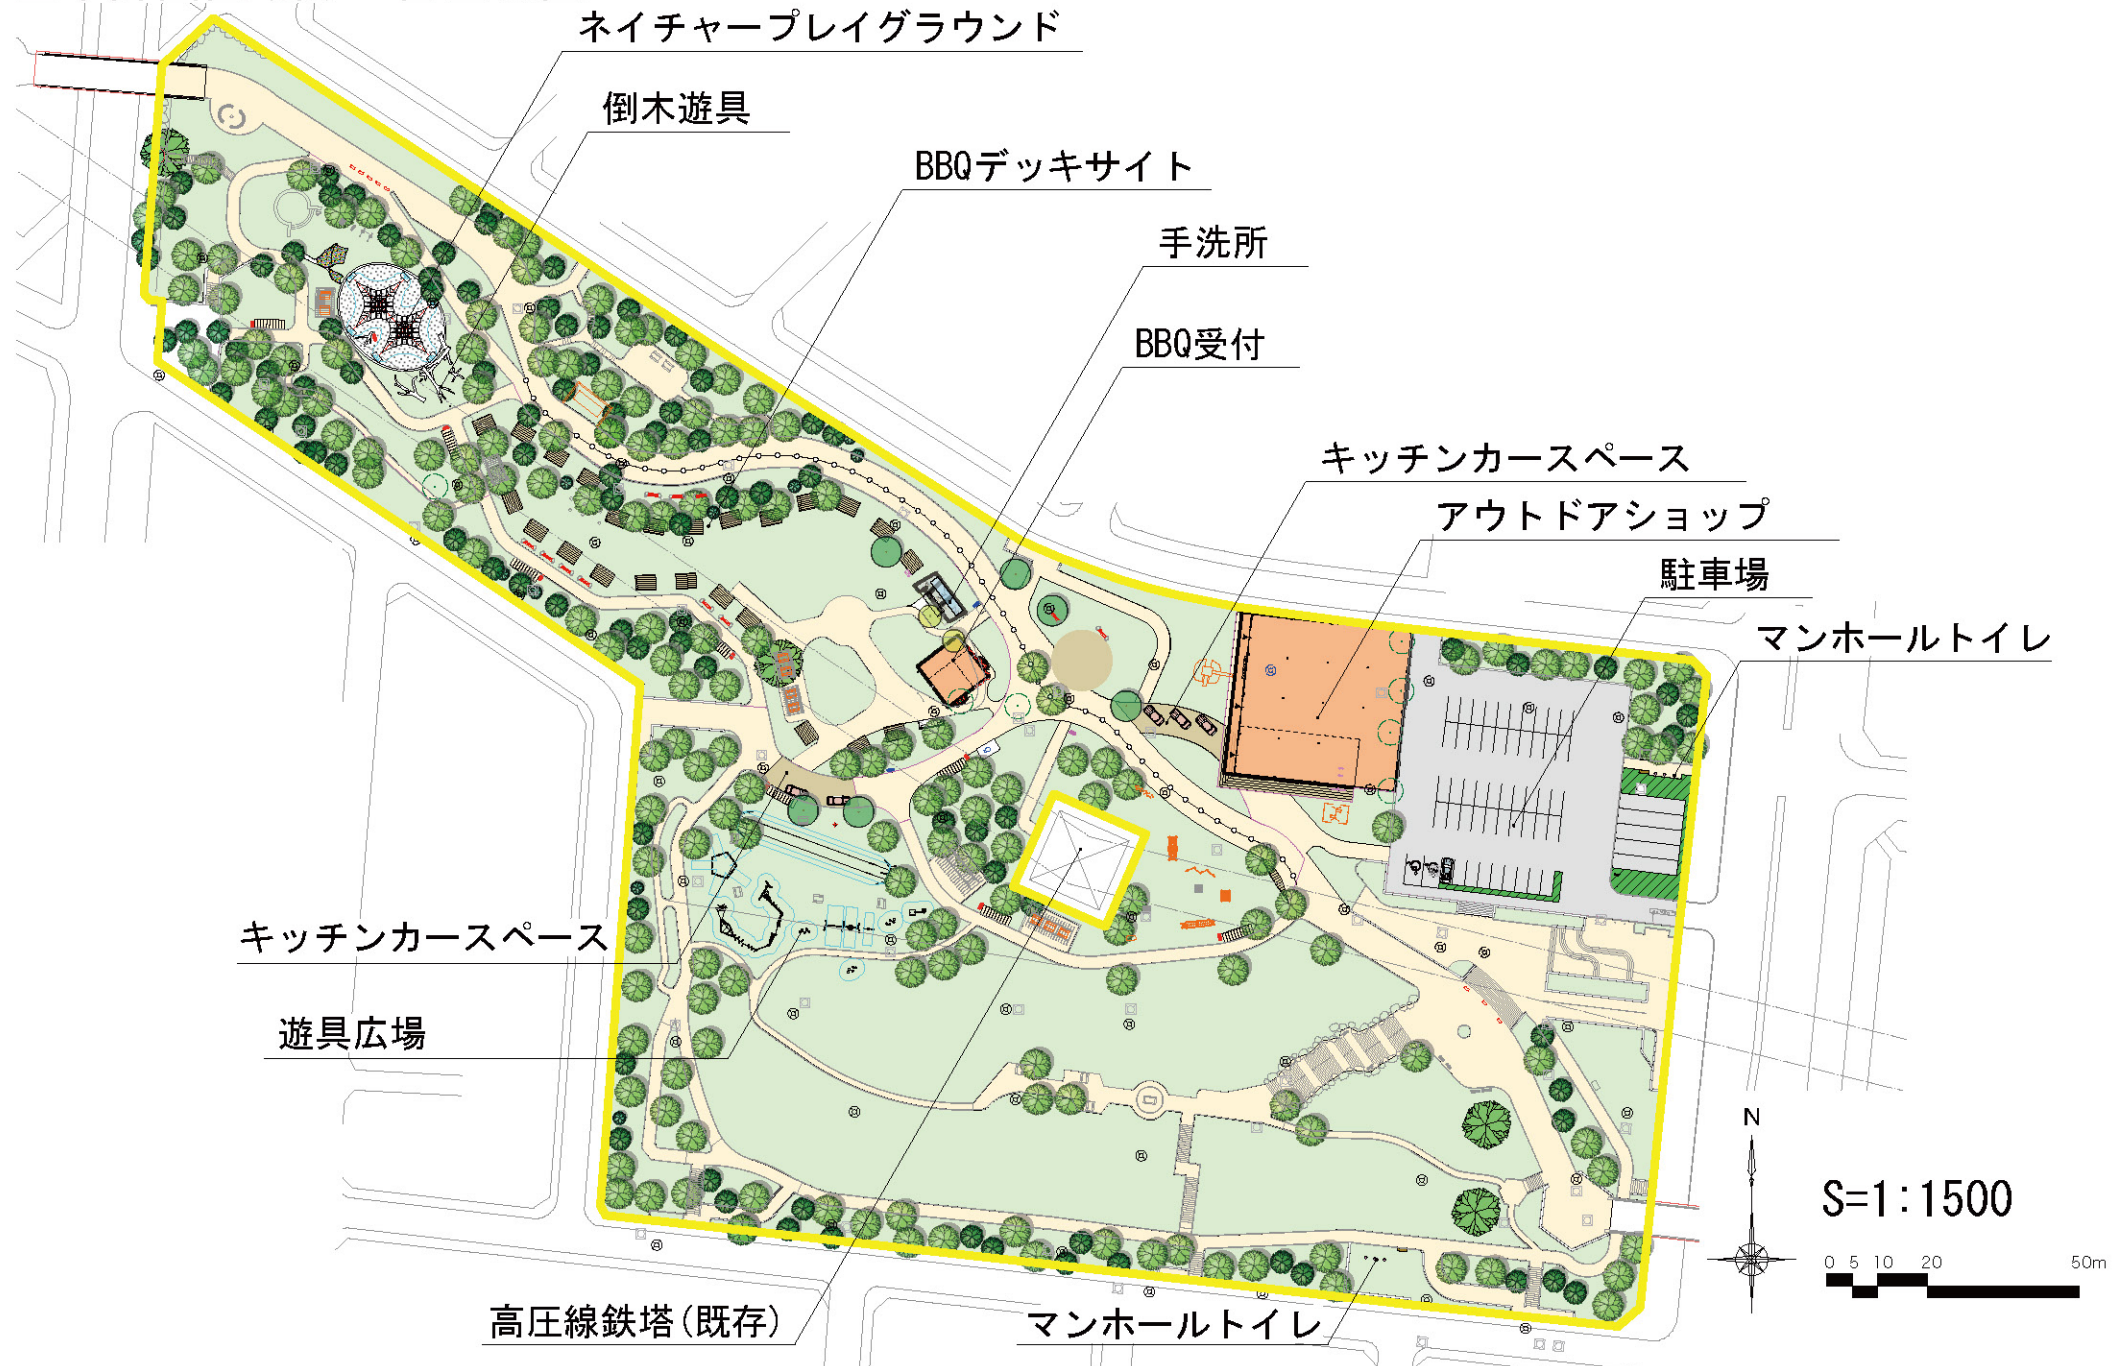 ネイチャープレイグラウンド
倒木遊具
BBQデッキサイト
手洗所
BBQ受付
キッチンカースペース
アウトドアショップ
駐車場
マンホールトイレ
キッチンカースペース
遊具広場
高圧線鉄塔(既存)
マンホールトイレ
N
S=1:1500
0 5 10 20 50m